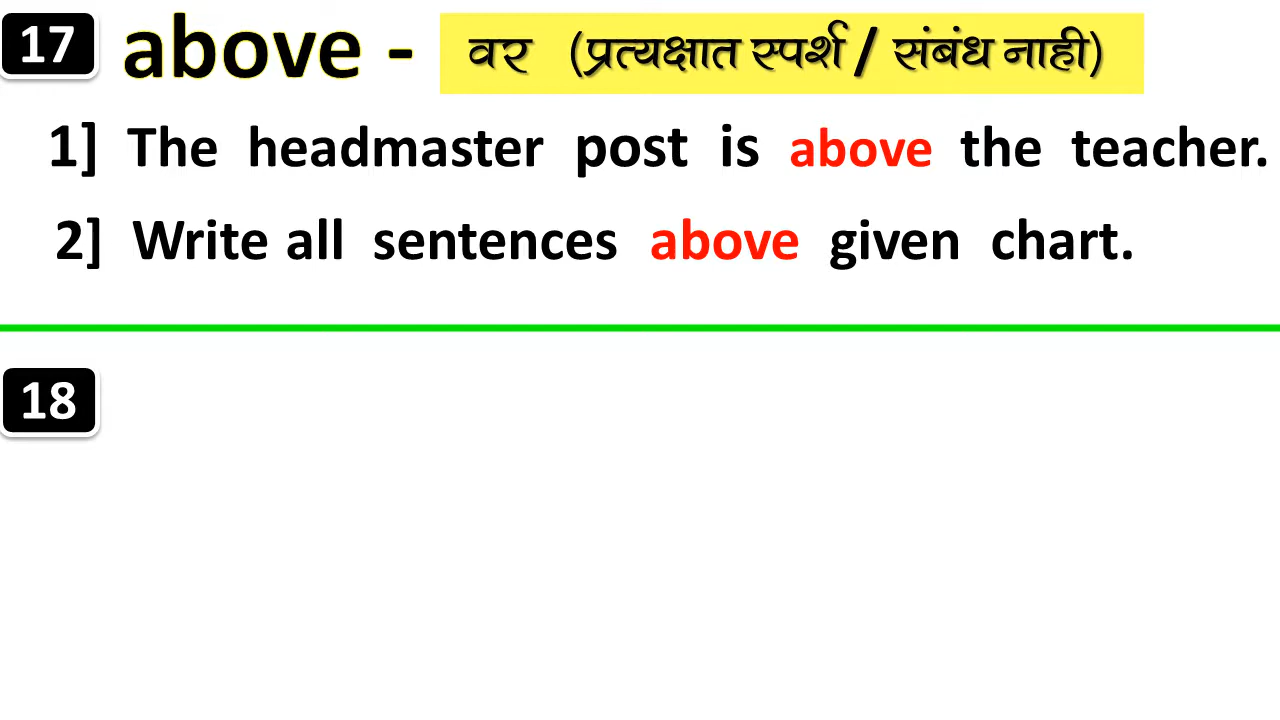 17 above - वर (प्रत्यक्षात स्पर्श / संबंध नाही)
1] The headmaster post is above the teacher.
2] Write all sentences above given chart.
18